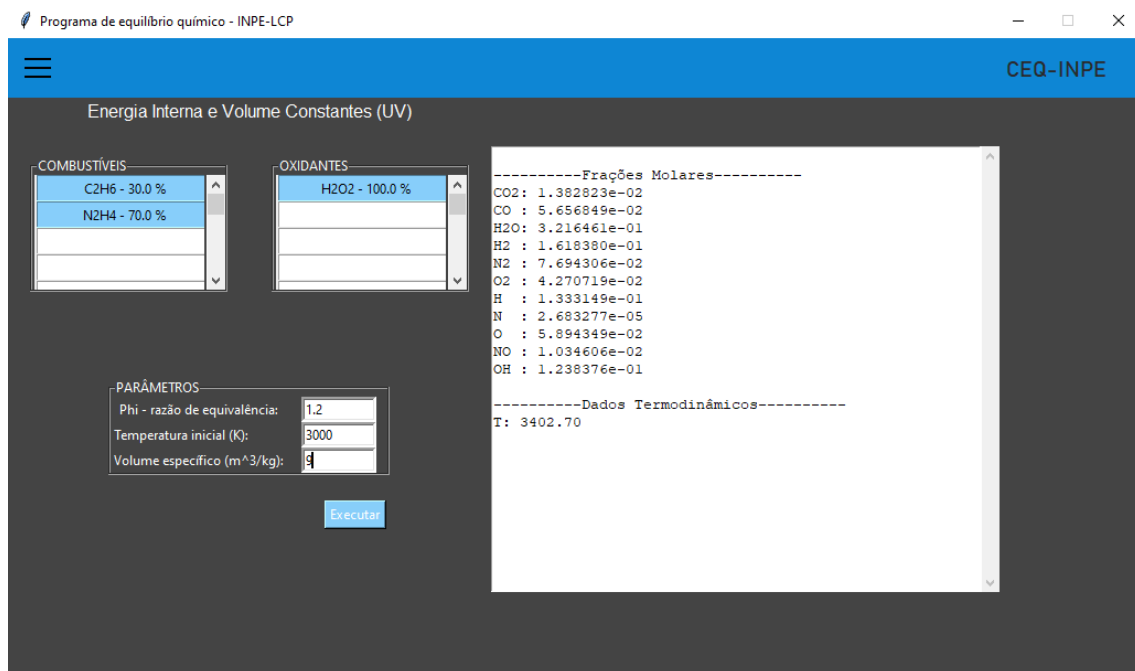 Programa de equilíbrio químico - INPE-LCP
CEQ-INPE
Energia Interna e Volume Constantes (UV)
COMBUSTÍVEIS
C2H6 - 30.0 %
N2H4 - 70.0 %
OXIDANTES
H2O2 - 100.0 %
PARÂMETROS
Phi - razão de equivalência: 1.2
Temperatura inicial (K): 3000
Volume específico (m^3/kg): 9
Executar
----------Frações Molares----------
CO2: 1.382823e-02
CO : 5.656849e-02
H2O: 3.216461e-01
H2 : 1.618380e-01
N2 : 7.694306e-02
O2 : 4.270719e-02
H  : 1.333149e-01
N  : 2.683277e-05
O  : 5.894349e-02
NO : 1.034606e-02
OH : 1.238376e-01
----------Dados Termodinâmicos----------
T: 3402.70